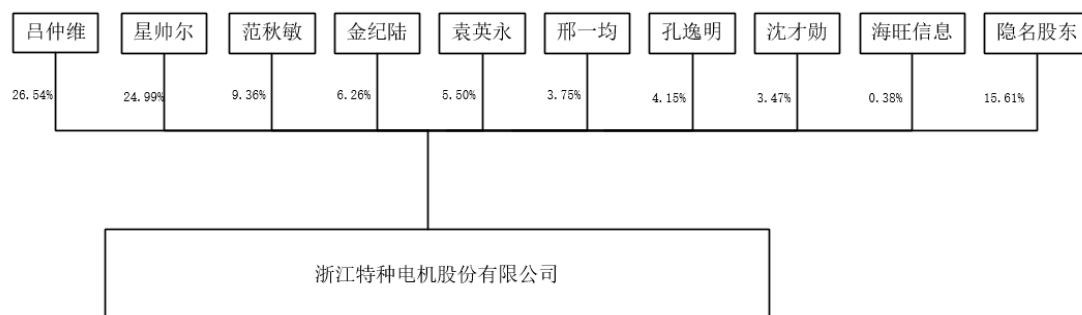 吕仲维 星帅尔 范秋敏 金纪陆 袁英永 邢一均 孔逸明 沈才勋 海旺信息 隐名股东
26.54% 24.99% 9.36% 6.26% 5.50% 3.75% 4.15% 3.47% 0.38% 15.61%
浙江特种电机股份有限公司